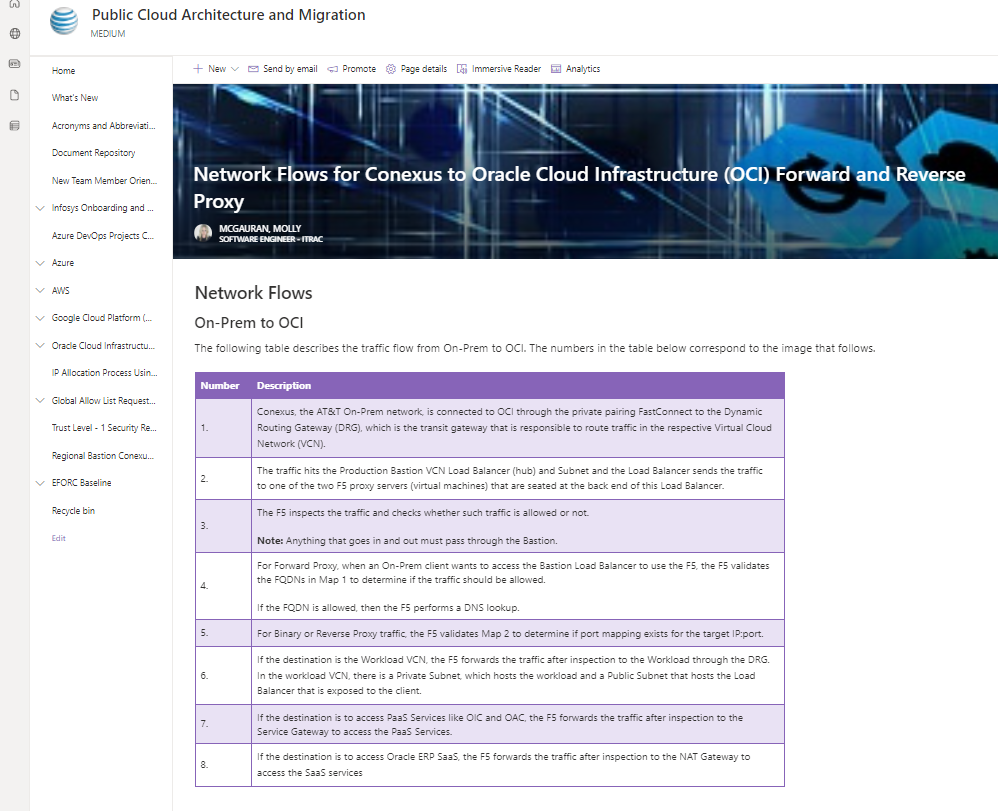 Public Cloud Architecture and Migration
MEDIUM
Home
What's New
Acronyms and Abbreviati...
Document Repository
New Team Member Orien...
Infosys Onboarding and ...
Azure DevOps Projects C...
Azure
AWS
Google Cloud Platform (...
Oracle Cloud Infrastructu...
IP Allocation Process Usin...
Global Allow List Request...
Trust Level - 1 Security Re...
Regional Bastion Conexu...
EFORC Baseline
Recycle bin
Edit
New
Send by email
Promote
Page details
Immersive Reader
Analytics
Network Flows for Conexus to Oracle Cloud Infrastructure (OCI) Forward and Reverse
Proxy
MCGAURAN, MOLLY
SOFTWARE ENGINEER - ITRAC
Network Flows
On-Prem to OCI
The following table describes the traffic flow from On-Prem to OCI. The numbers in the table below correspond to the image that follows.
Number Description
1. Conexus, the AT&T On-Prem network, is connected to OCI through the private pairing FastConnect to the Dynamic
Routing Gateway (DRG), which is the transit gateway that is responsible to route traffic in the respective Virtual Cloud
Network (VCN).
2. The traffic hits the Production Bastion VCN Load Balancer (hub) and Subnet and the Load Balancer sends the traffic
to one of the two F5 proxy servers (virtual machines) that are seated at the back end of this Load Balancer.
3. The F5 inspects the traffic and checks whether such traffic is allowed or not.
Note: Anything that goes in and out must pass through the Bastion.
4. For Forward Proxy, when an On-Prem client wants to access the Bastion Load Balancer to use the F5, the F5 validates
the FQDNs in Map 1 to determine if the traffic should be allowed.
If the FQDN is allowed, then the F5 performs a DNS lookup.
5. For Binary or Reverse Proxy traffic, the F5 validates Map 2 to determine if port mapping exists for the target IP:port.
6. If the destination is the Workload VCN, the F5 forwards the traffic after inspection to the Workload through the DRG.
In the workload VCN, there is a Private Subnet, which hosts the workload and a Public Subnet that hosts the Load
Balancer that is exposed to the client.
7. If the destination is to access PaaS Services like OIC and OAC, the F5 forwards the traffic after inspection to the
Service Gateway to access the PaaS Services.
8. If the destination is to access Oracle ERP SaaS, the F5 forwards the traffic after inspection to the NAT Gateway to
access the SaaS services